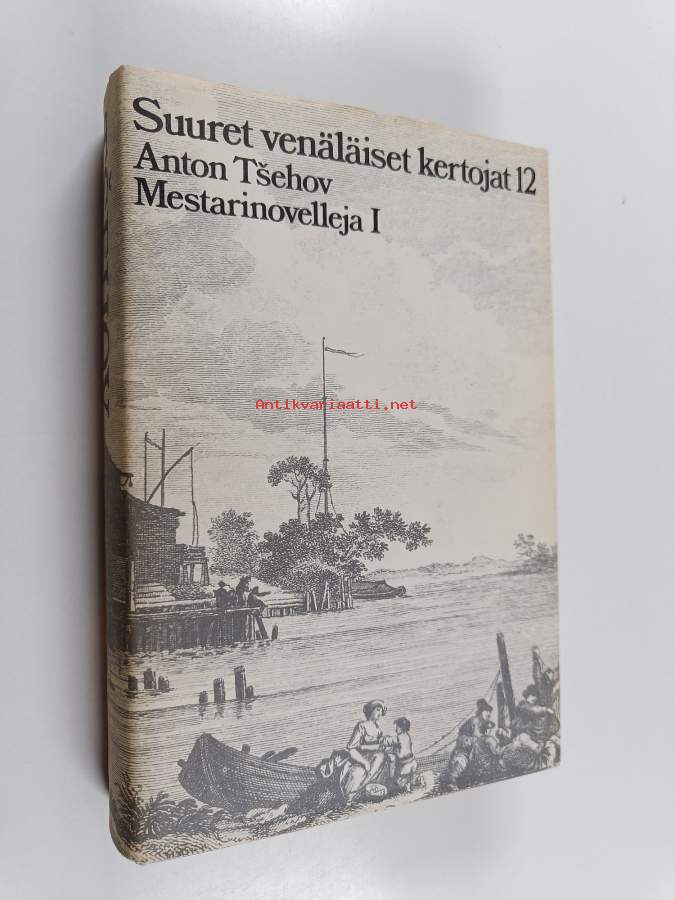 Suuret venäläiset kertojat 12
Anton Tšehov
Mestarinovelleja I
Antikvariaatti.net